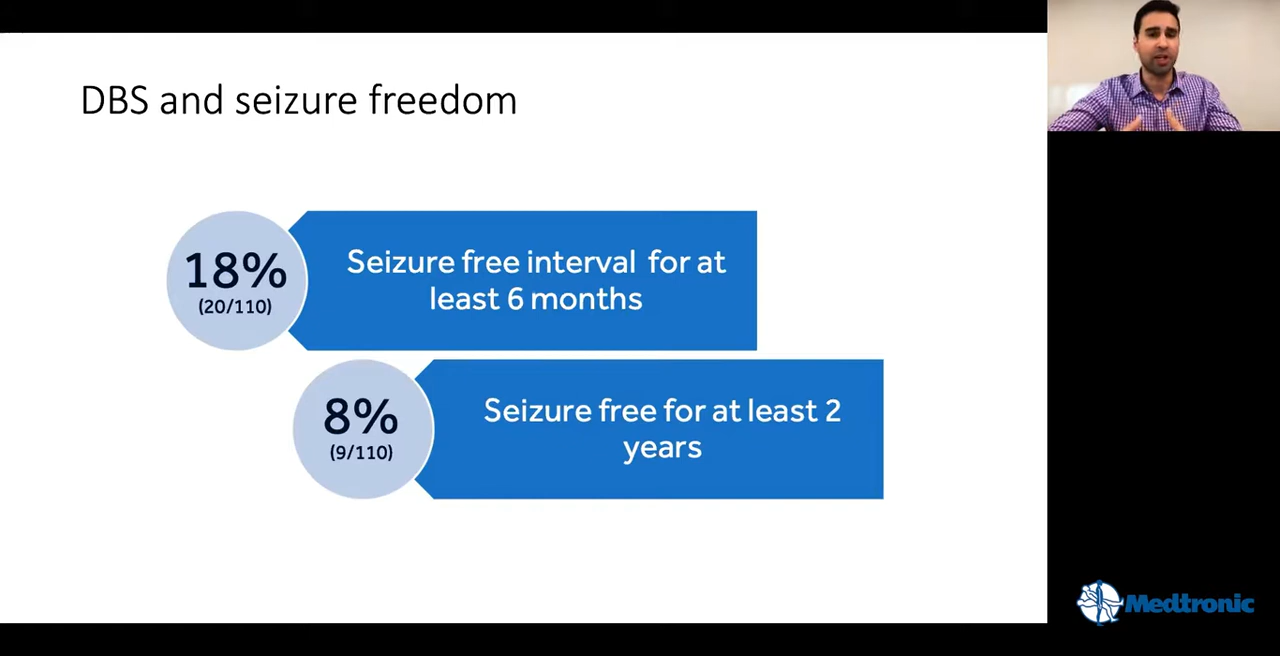 DBS and seizure freedom
18%
(20/110)
Seizure free interval for at
least 6 months
8%
(9/110)
Seizure free for at least 2
years
Medtronic